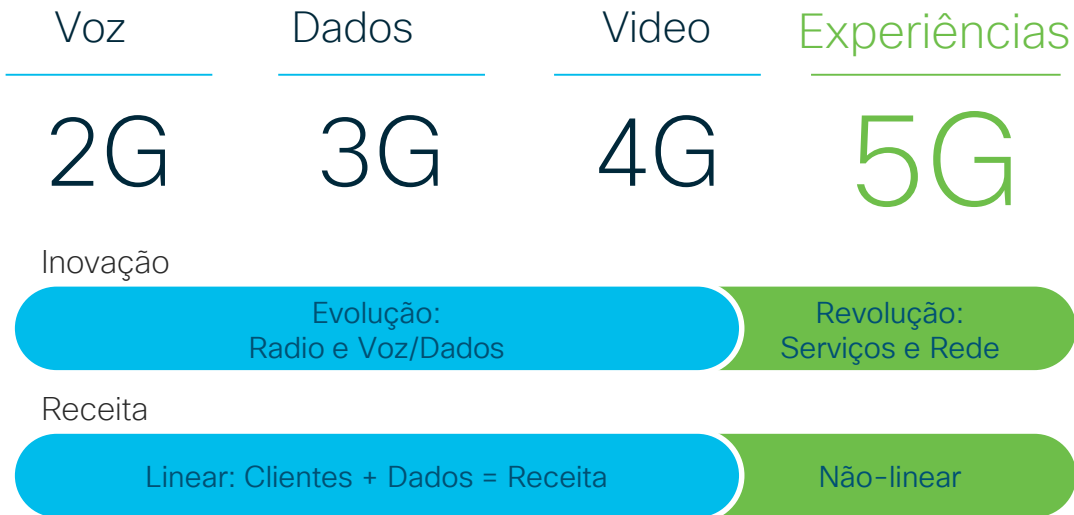 Voz
Dados
Video
Experiências
2G
3G
4G
5G
Inovação
Evolução:
Radio e Voz/Dados
Revolução:
Serviços e Rede
Receita
Linear: Clientes + Dados = Receita
Não-linear